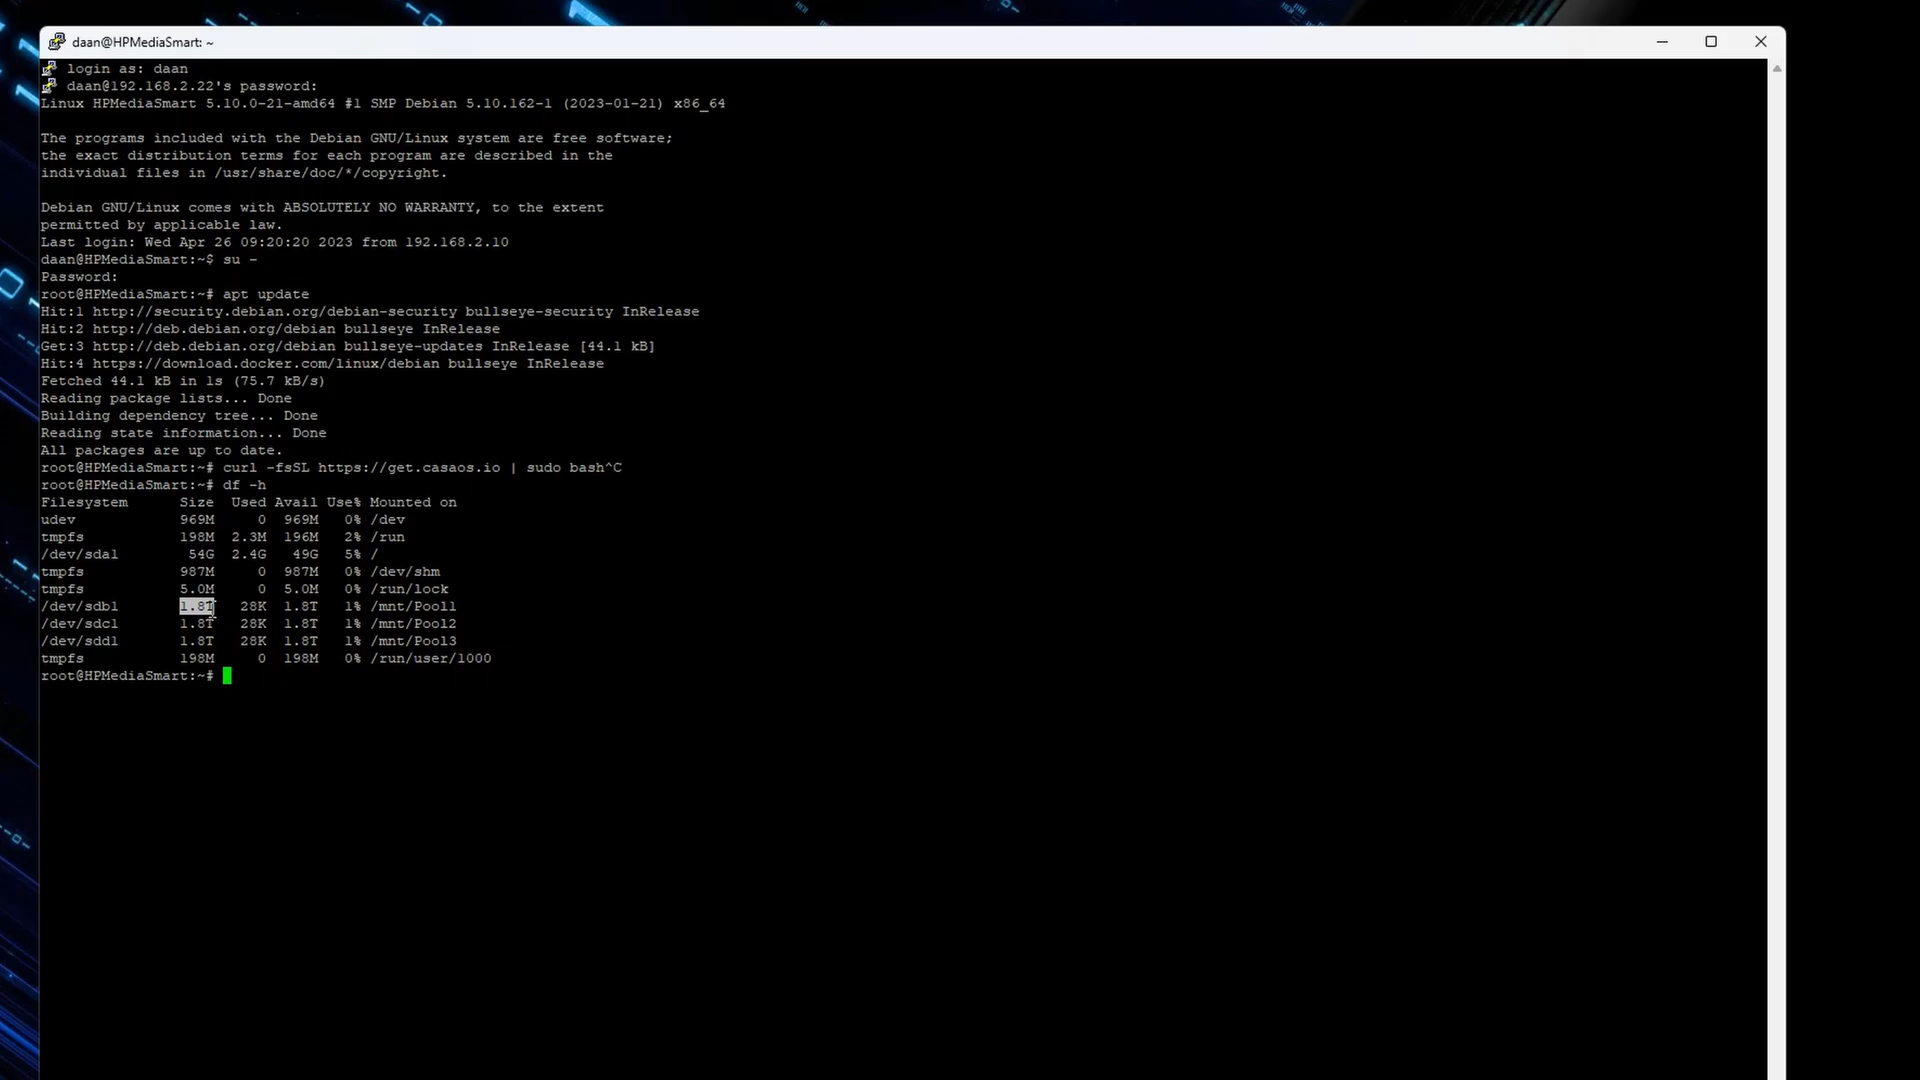 daan@HPMediaSmart: ~
login as: daan
daan@192.168.2.22's password:
Linux HPMediaSmart 5.10.0-21-amd64 #1 SMP Debian 5.10.162-1 (2023-01-21) x86_64
The programs included with the Debian GNU/Linux system are free software;
the exact distribution terms for each program are described in the
individual files in /usr/share/doc/*/copyright.
Debian GNU/Linux comes with ABSOLUTELY NO WARRANTY, to the extent
permitted by applicable law.
Last login: Wed Apr 26 09:20:20 2023 from 192.168.2.10
daan@HPMediaSmart:~$ su -
Password:
root@HPMediaSmart:~# apt update
Hit:1 http://security.debian.org/debian-security bullseye-security InRelease
Hit:2 http://deb.debian.org/debian bullseye InRelease
Get:3 http://deb.debian.org/debian bullseye-updates InRelease [44.1 kB]
Hit:4 https://download.docker.com/linux/debian bullseye InRelease
Fetched 44.1 kB in 1s (75.7 kB/s)
Reading package lists... Done
Building dependency tree... Done
Reading state information... Done
All packages are up to date.
root@HPMediaSmart:~# curl -fsSL https://get.casaos.io | sudo bash^C
root@HPMediaSmart:~# df -h
Filesystem      Size  Used Avail Use% Mounted on
udev            969M     0  969M   0% /dev
tmpfs           198M  2.3M  196M   2% /run
/dev/sda1        54G  2.4G   49G   5% /
tmpfs           987M     0  987M   0% /dev/shm
tmpfs           5.0M     0  5.0M   0% /run/lock
/dev/sdb1       1.8T   28K  1.8T   1% /mnt/Pool1
/dev/sdc1       1.8T   28K  1.8T   1% /mnt/Pool2
/dev/sdd1       1.8T   28K  1.8T   1% /mnt/Pool3
tmpfs           198M     0  198M   0% /run/user/1000
root@HPMediaSmart:~#